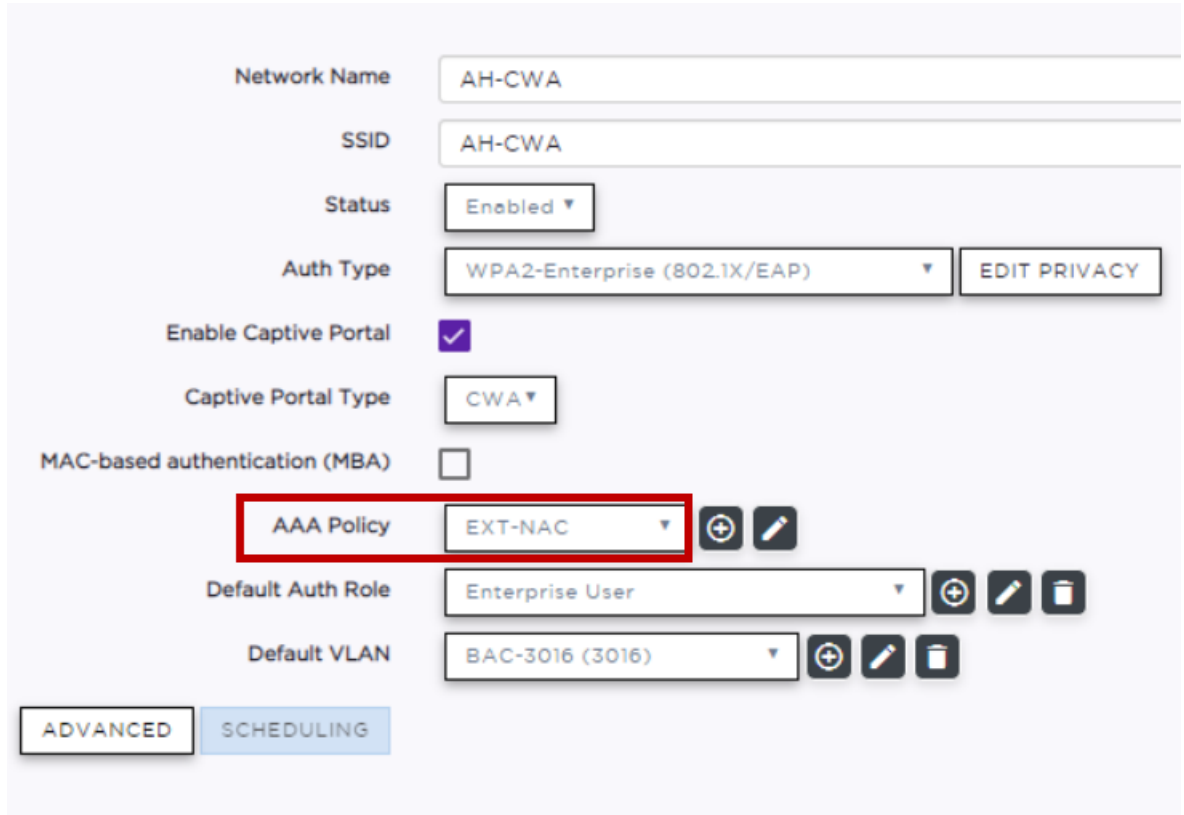 Network Name AH-CWA
SSID AH-CWA
Status Enabled
Auth Type WPA2-Enterprise (802.1X/EAP) EDIT PRIVACY
Enable Captive Portal
Captive Portal Type CWA
MAC-based authentication (MBA)
AAA Policy EXT-NAC
Default Auth Role Enterprise User
Default VLAN BAC-3016 (3016)
ADVANCED SCHEDULING